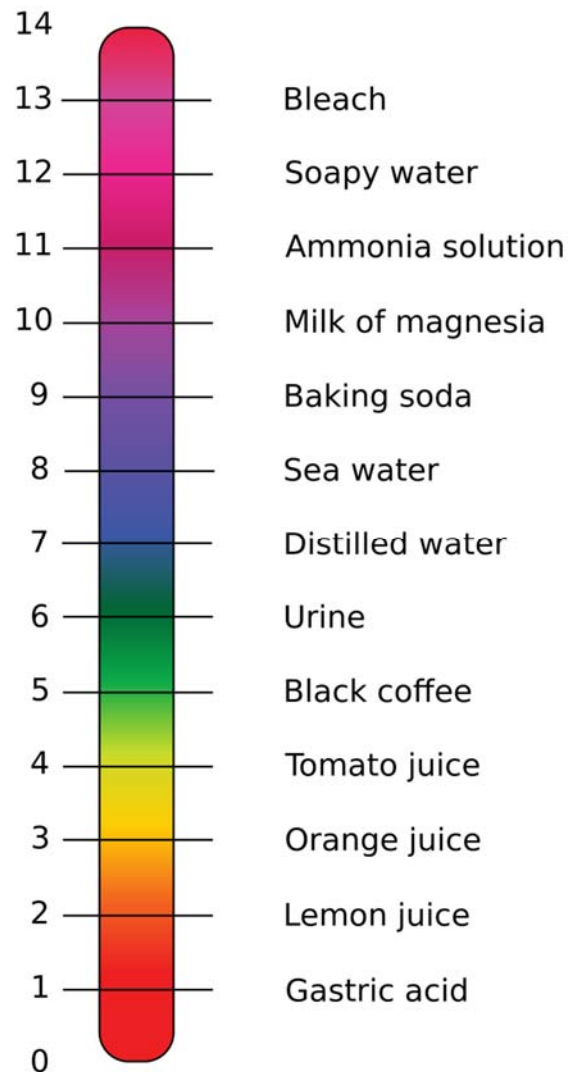 14
13 Bleach
12 Soapy water
11 Ammonia solution
10 Milk of magnesia
9 Baking soda
8 Sea water
7 Distilled water
6 Urine
5 Black coffee
4 Tomato juice
3 Orange juice
2 Lemon juice
1 Gastric acid
0